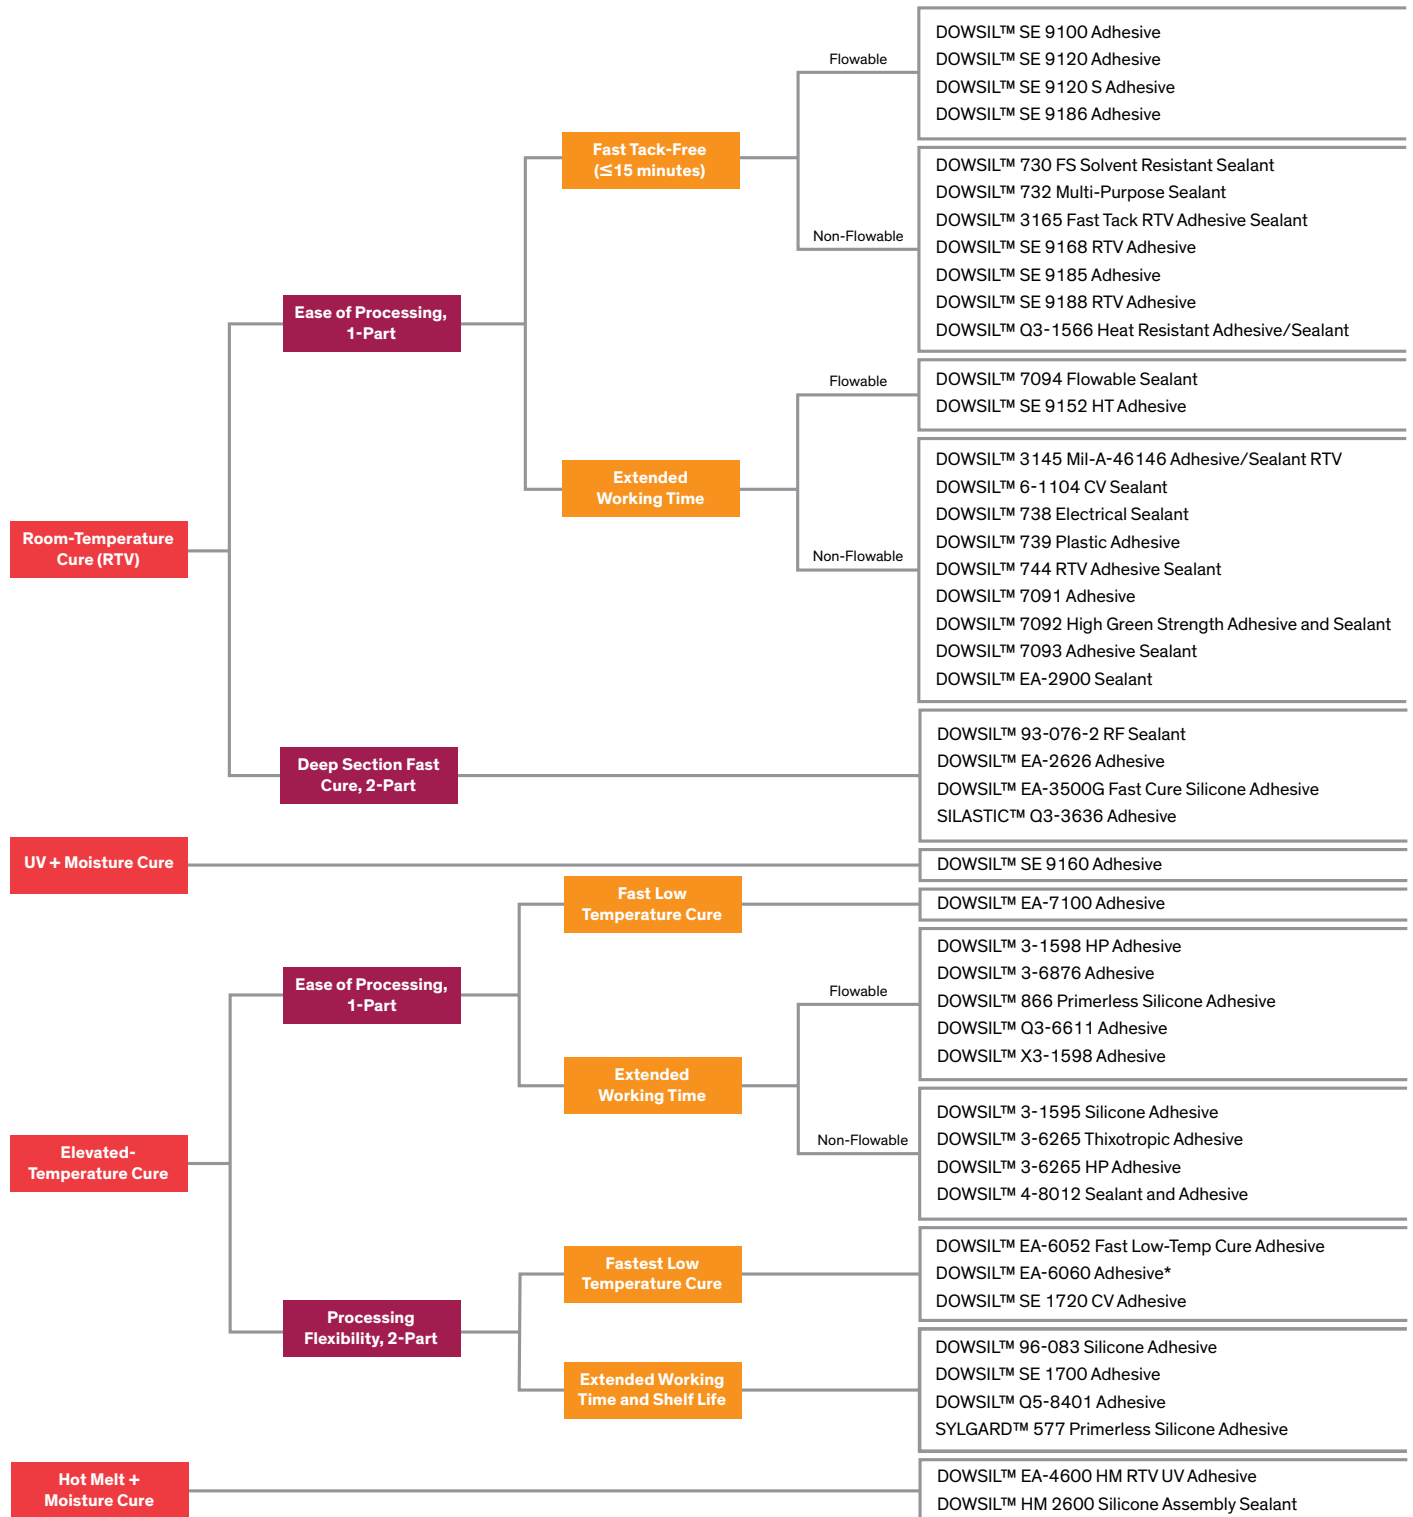 Room-Temperature
Cure (RTV)
Ease of Processing,
1-Part
Fast Tack-Free
(≤15 minutes)
Flowable
DOWSIL™ SE 9100 Adhesive
DOWSIL™ SE 9120 Adhesive
DOWSIL™ SE 9120 S Adhesive
DOWSIL™ SE 9186 Adhesive
Non-Flowable
DOWSIL™ 730 FS Solvent Resistant Sealant
DOWSIL™ 732 Multi-Purpose Sealant
DOWSIL™ 3165 Fast Tack RTV Adhesive Sealant
DOWSIL™ SE 9168 RTV Adhesive
DOWSIL™ SE 9185 Adhesive
DOWSIL™ SE 9188 RTV Adhesive
DOWSIL™ Q3-1566 Heat Resistant Adhesive/Sealant
Extended
Working Time
Flowable
DOWSIL™ 7094 Flowable Sealant
DOWSIL™ SE 9152 HT Adhesive
Non-Flowable
DOWSIL™ 3145 Mil-A-46146 Adhesive/Sealant RTV
DOWSIL™ 6-1104 CV Sealant
DOWSIL™ 738 Electrical Sealant
DOWSIL™ 739 Plastic Adhesive
DOWSIL™ 744 RTV Adhesive Sealant
DOWSIL™ 7091 Adhesive
DOWSIL™ 7092 High Green Strength Adhesive and Sealant
DOWSIL™ 7093 Adhesive Sealant
DOWSIL™ EA-2900 Sealant
Deep Section Fast
Cure, 2-Part
DOWSIL™ 93-076-2 RF Sealant
DOWSIL™ EA-2626 Adhesive
DOWSIL™ EA-3500G Fast Cure Silicone Adhesive
SILASTIC™ Q3-3636 Adhesive
UV + Moisture Cure
DOWSIL™ SE 9160 Adhesive
Elevated-
Temperature Cure
Ease of Processing,
1-Part
Fast Low
Temperature Cure
DOWSIL™ EA-7100 Adhesive
Extended
Working Time
Flowable
DOWSIL™ 3-1598 HP Adhesive
DOWSIL™ 3-6876 Adhesive
DOWSIL™ 866 Primerless Silicone Adhesive
DOWSIL™ Q3-6611 Adhesive
DOWSIL™ X3-1598 Adhesive
Non-Flowable
DOWSIL™ 3-1595 Silicone Adhesive
DOWSIL™ 3-6265 Thixotropic Adhesive
DOWSIL™ 3-6265 HP Adhesive
DOWSIL™ 4-8012 Sealant and Adhesive
Processing
Flexibility, 2-Part
Fastest Low
Temperature Cure
DOWSIL™ EA-6052 Fast Low-Temp Cure Adhesive
DOWSIL™ EA-6060 Adhesive*
DOWSIL™ SE 1720 CV Adhesive
Extended Working
Time and Shelf Life
DOWSIL™ 96-083 Silicone Adhesive
DOWSIL™ SE 1700 Adhesive
DOWSIL™ Q5-8401 Adhesive
SYLGARD™ 577 Primerless Silicone Adhesive
Hot Melt +
Moisture Cure
DOWSIL™ EA-4600 HM RTV UV Adhesive
DOWSIL™ HM 2600 Silicone Assembly Sealant